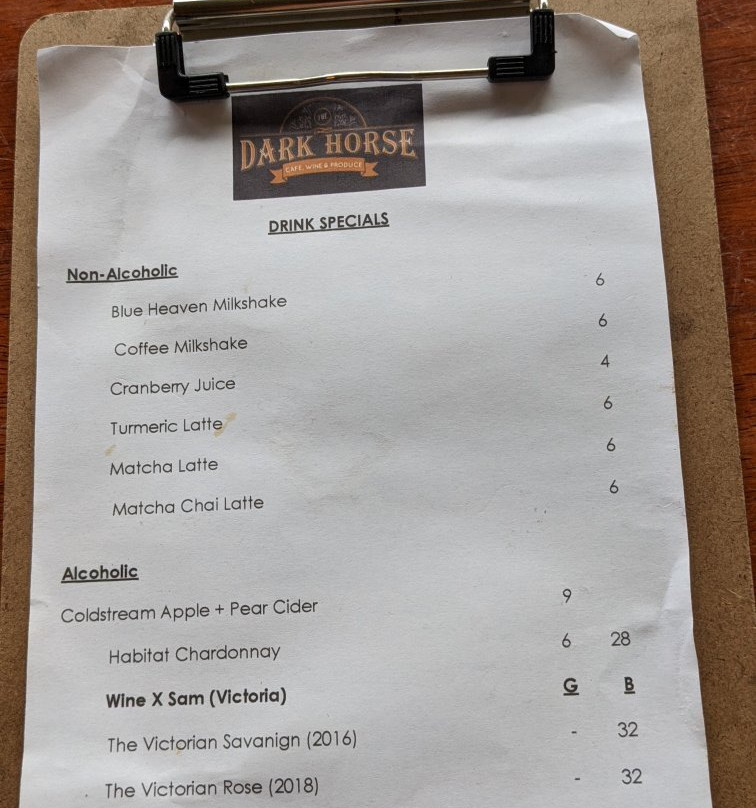 THE
DARK HORSE
CAFE, WINE & PRODUCE
DRINK SPECIALS
Non-Alcoholic
Blue Heaven Milkshake 6
Coffee Milkshake 6
Cranberry Juice 4
Turmeric Latte 6
Matcha Latte 6
Matcha Chai Latte 6
Alcoholic
Coldstream Apple + Pear Cider 9
Habitat Chardonnay 6 28
Wine X Sam (Victoria) G B
The Victorian Savanign (2016) - 32
The Victorian Rose (2018) - 32